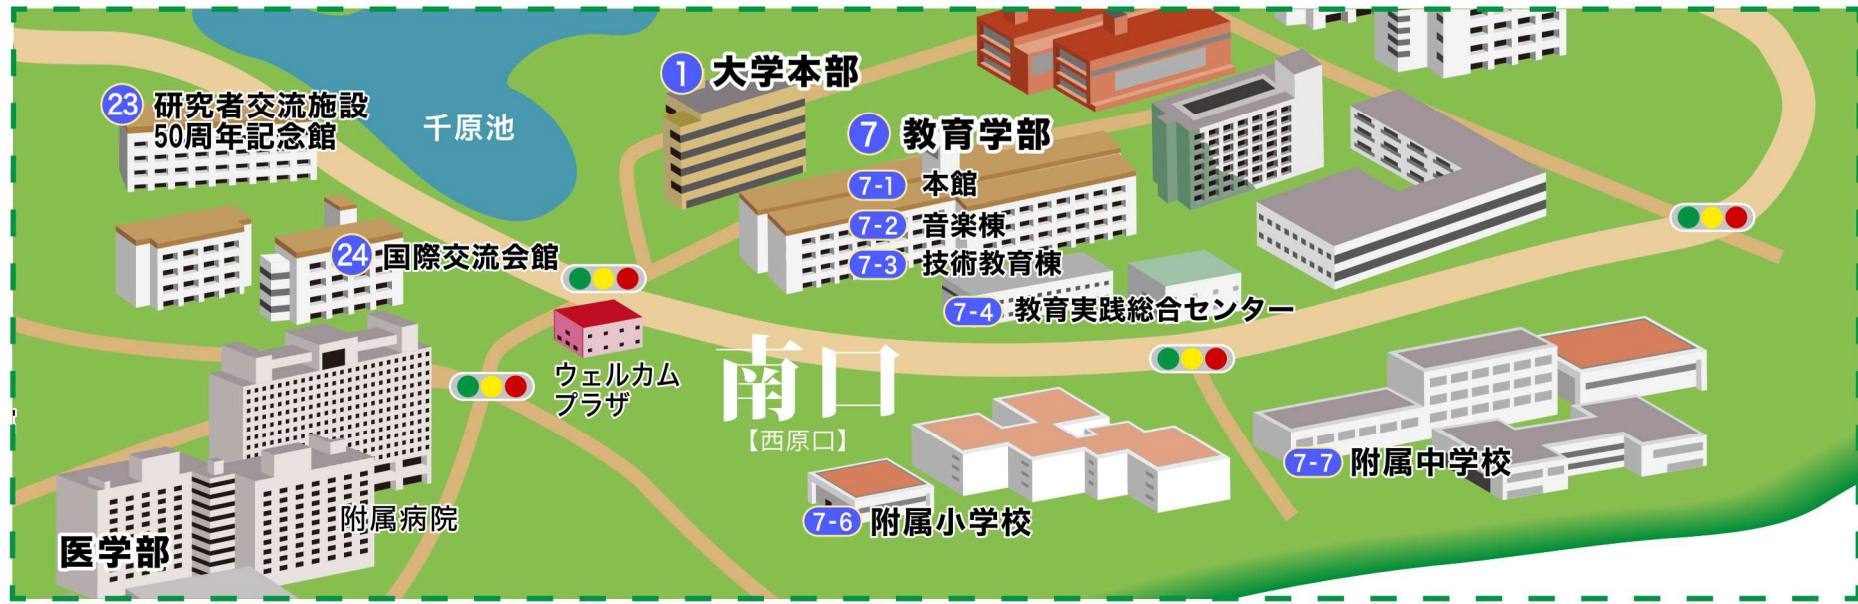 1 大学本部
23 研究者交流施設
50周年記念館
千原池
7 教育学部
7-1 本館
7-2 音楽棟
7-3 技術教育棟
7-4 教育実践総合センター
24 国際交流会館
ウェルカム
プラザ
南口
【西原口】
7-7 附属中学校
7-6 附属小学校
附属病院
医学部